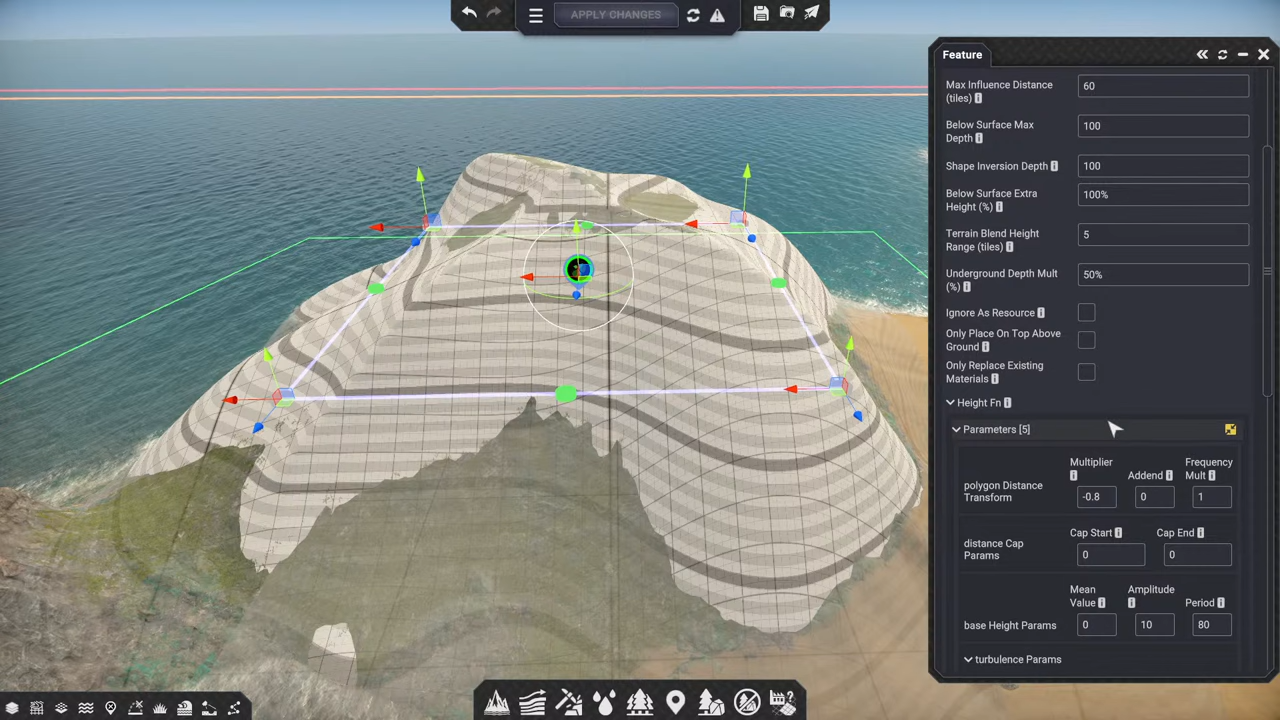 APPLY CHANGES
Feature
Max Influence Distance
(tiles)
60
Below Surface Max
Depth
100
Shape Inversion Depth
100
Below Surface Extra
Height (%)
100%
Terrain Blend Height
Range (tiles)
5
Underground Depth Mult
(%)
50%
Ignore As Resource
Only Place On Top Above
Ground
Only Replace Existing
Materials
Height Fn
Parameters [5]
Multiplier
Addend
Frequency
Mult
polygon Distance
Transform
-0.8
0
1
Cap Start
Cap End
distance Cap
Params
0
0
Mean
Value
Amplitude
Period
base Height Params
0
10
80
turbulence Params